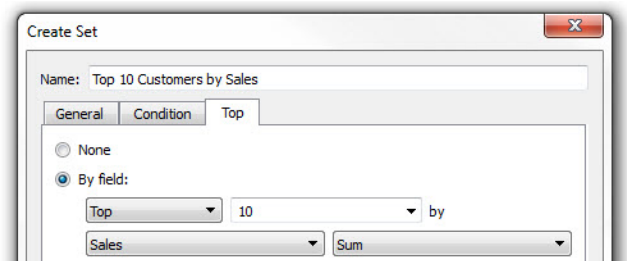 Create Set
Name: Top 10 Customers by Sales
General Condition Top
None
By field:
Top 10 by
Sales Sum